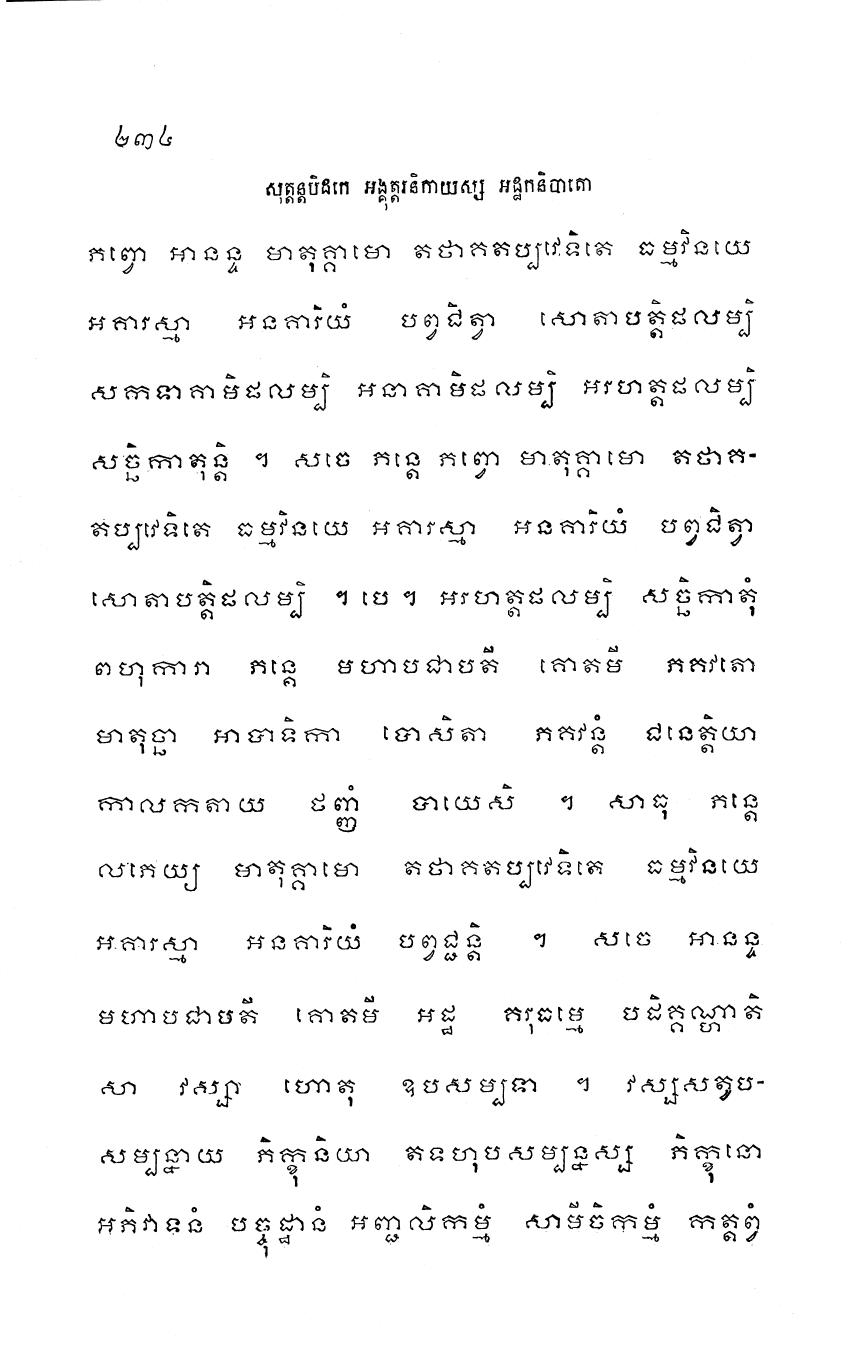 ២៣៤
សុត្តន្តបិដកេ អង្គុត្តរនិកាយស្ស អដ្ឋកនិបាតោ
ភព្វោ អានន្ទ មាតុគ្គាមោ តថាគតប្បវេទិតេ ធម្មវិនយេ
អគារស្មា អនគារិយំ បព្វជិត្វា សោតាបត្តិផលម្បិ
សកទាគាមិផលម្បិ អនាគាមិផលម្បិ អរហត្តផលម្បិ
សច្ឆិកាតុន្តិ ។ សចេ ភន្តេ ភព្វោ មាតុគ្គាមោ តថាគ-
តប្បវេទិតេ ធម្មវិនយេ អគារស្មា អនគារិយំ បព្វជិត្វា
សោតាបត្តិផលម្បិ ។ បេ ។ អរហត្តផលម្បិ សច្ឆិកាតុំ
ពហុការា ភន្តេ មហាបជាបតី គោតមី ភគវតោ
មាតុច្ឆា អាបាទិកា បោសិតា ភគវន្តំ ជនេត្តិយា
កាលកតាយ ថញ្ញំ បាយេសិ ។ សាធុ ភន្តេ
លភេយ្យ មាតុគ្គាមោ តថាគតប្បវេទិតេ ធម្មវិនយេ
អគារស្មា អនគារិយំ បព្វជ្ជន្តិ ។ សចេ អានន្ទ
មហាបជាបតី គោតមី អដ្ឋ គរុធម្មេ បដិគ្គណ្ហាតិ
សា វស្សា ហោតុ ឧបសម្បទា ។ វស្សសតូប-
សម្បន្នាយ ភិក្ខុនិយា តទហុបសម្បន្នស្ស ភិក្ខុនោ
អភិវាទនំ បច្ចុដ្ឋានំ អញ្ជលិកម្មំ សាមីចិកម្មំ កត្តព្វំ